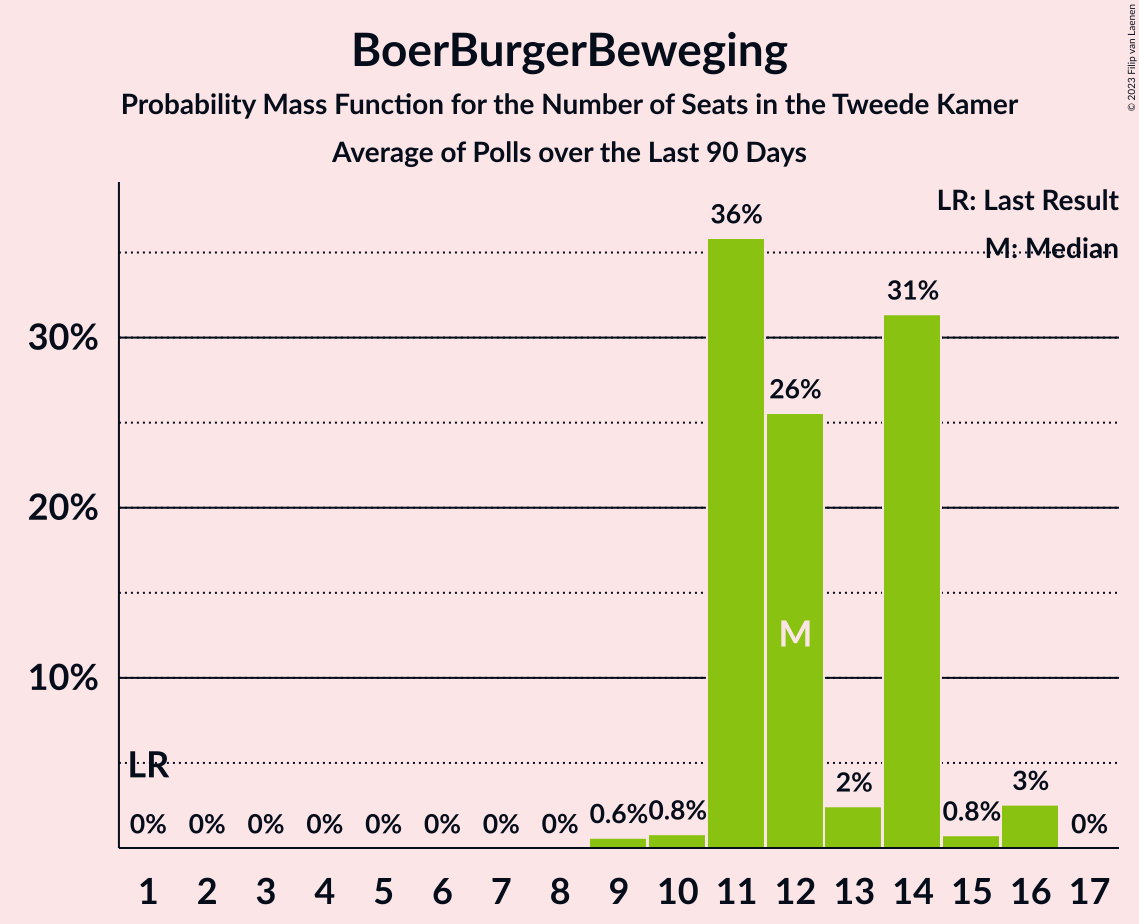 BoerBurgerBeweging
Probability Mass Function for the Number of Seats in the Tweede Kamer
Average of Polls over the Last 90 Days
© 2023 Filip van Laenen
LR: Last Result
M: Median
36%
31%
30%
26%
20%
M
10%
LR
0% 0% 0% 0% 0% 0% 0% 0% 0.6% 0.8% 2% 0.8% 3% 0%
1 2 3 4 5 6 7 8 9 10 11 12 13 14 15 16 17